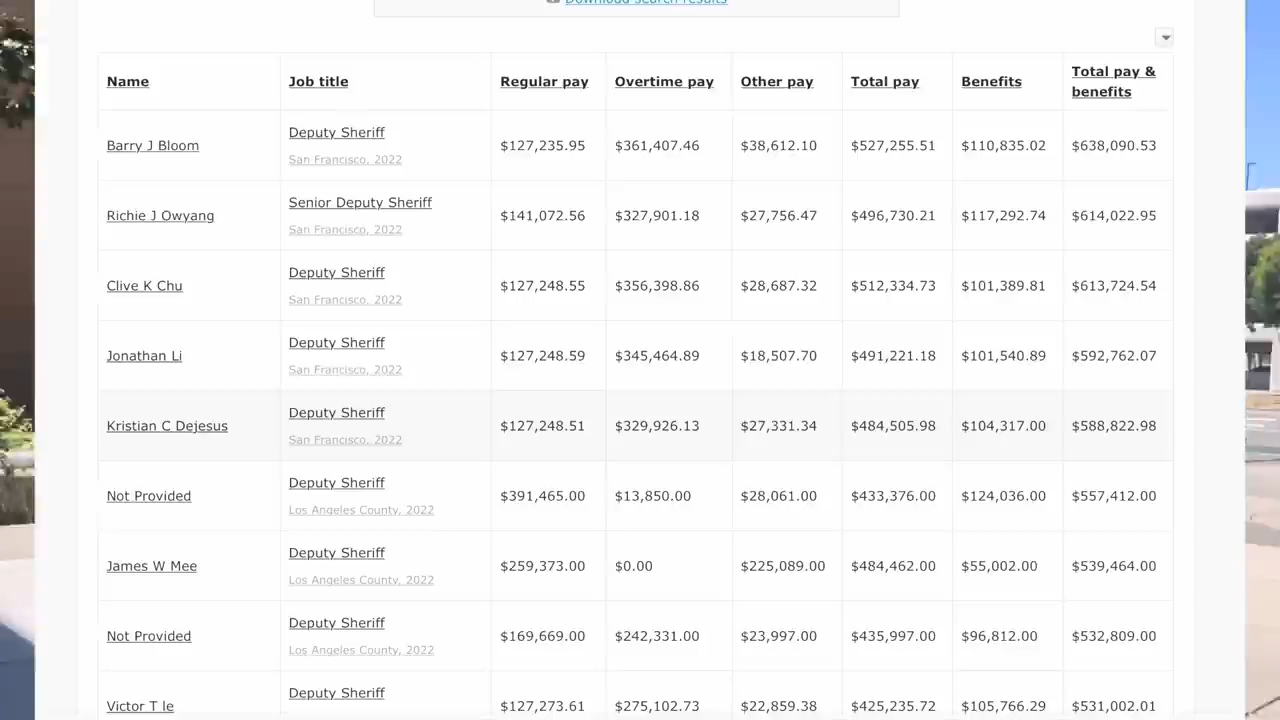 Download search results
Name Job title Regular pay Overtime pay Other pay Total pay Benefits Total pay & benefits
Barry J Bloom Deputy Sheriff $127,235.95 $361,407.46 $38,612.10 $527,255.51 $110,835.02 $638,090.53
San Francisco, 2022
Richie J Owyang Senior Deputy Sheriff $141,072.56 $327,901.18 $27,756.47 $496,730.21 $117,292.74 $614,022.95
San Francisco, 2022
Clive K Chu Deputy Sheriff $127,248.55 $356,398.86 $28,687.32 $512,334.73 $101,389.81 $613,724.54
San Francisco, 2022
Jonathan Li Deputy Sheriff $127,248.59 $345,464.89 $18,507.70 $491,221.18 $101,540.89 $592,762.07
San Francisco, 2022
Kristian C Dejesus Deputy Sheriff $127,248.51 $329,926.13 $27,331.34 $484,505.98 $104,317.00 $588,822.98
San Francisco, 2022
Not Provided Deputy Sheriff $391,465.00 $13,850.00 $28,061.00 $433,376.00 $124,036.00 $557,412.00
Los Angeles County, 2022
James W Mee Deputy Sheriff $259,373.00 $0.00 $225,089.00 $484,462.00 $55,002.00 $539,464.00
Los Angeles County, 2022
Not Provided Deputy Sheriff $169,669.00 $242,331.00 $23,997.00 $435,997.00 $96,812.00 $532,809.00
Los Angeles County, 2022
Victor T le Deputy Sheriff $127,273.61 $275,102.73 $22,859.38 $425,235.72 $105,766.29 $531,002.01